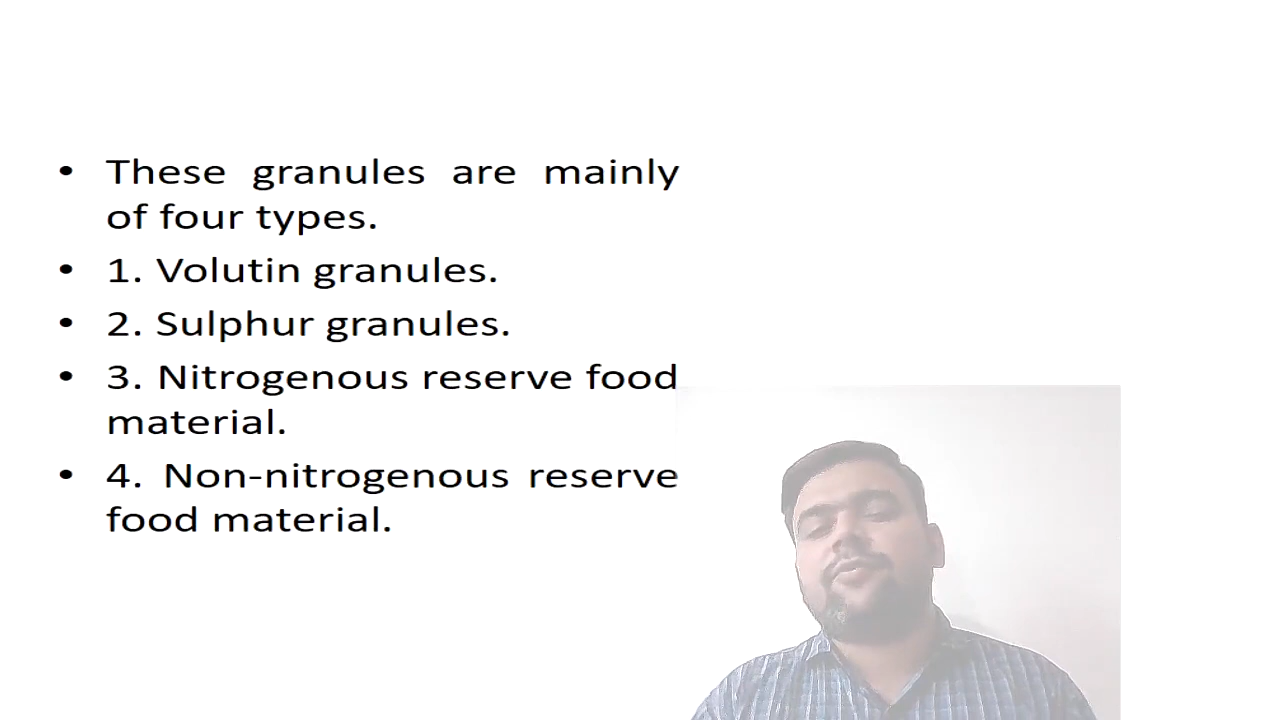 • These granules are mainly
of four types.
• 1. Volutin granules.
• 2. Sulphur granules.
• 3. Nitrogenous reserve food
material.
• 4. Non-nitrogenous reserve
food material.